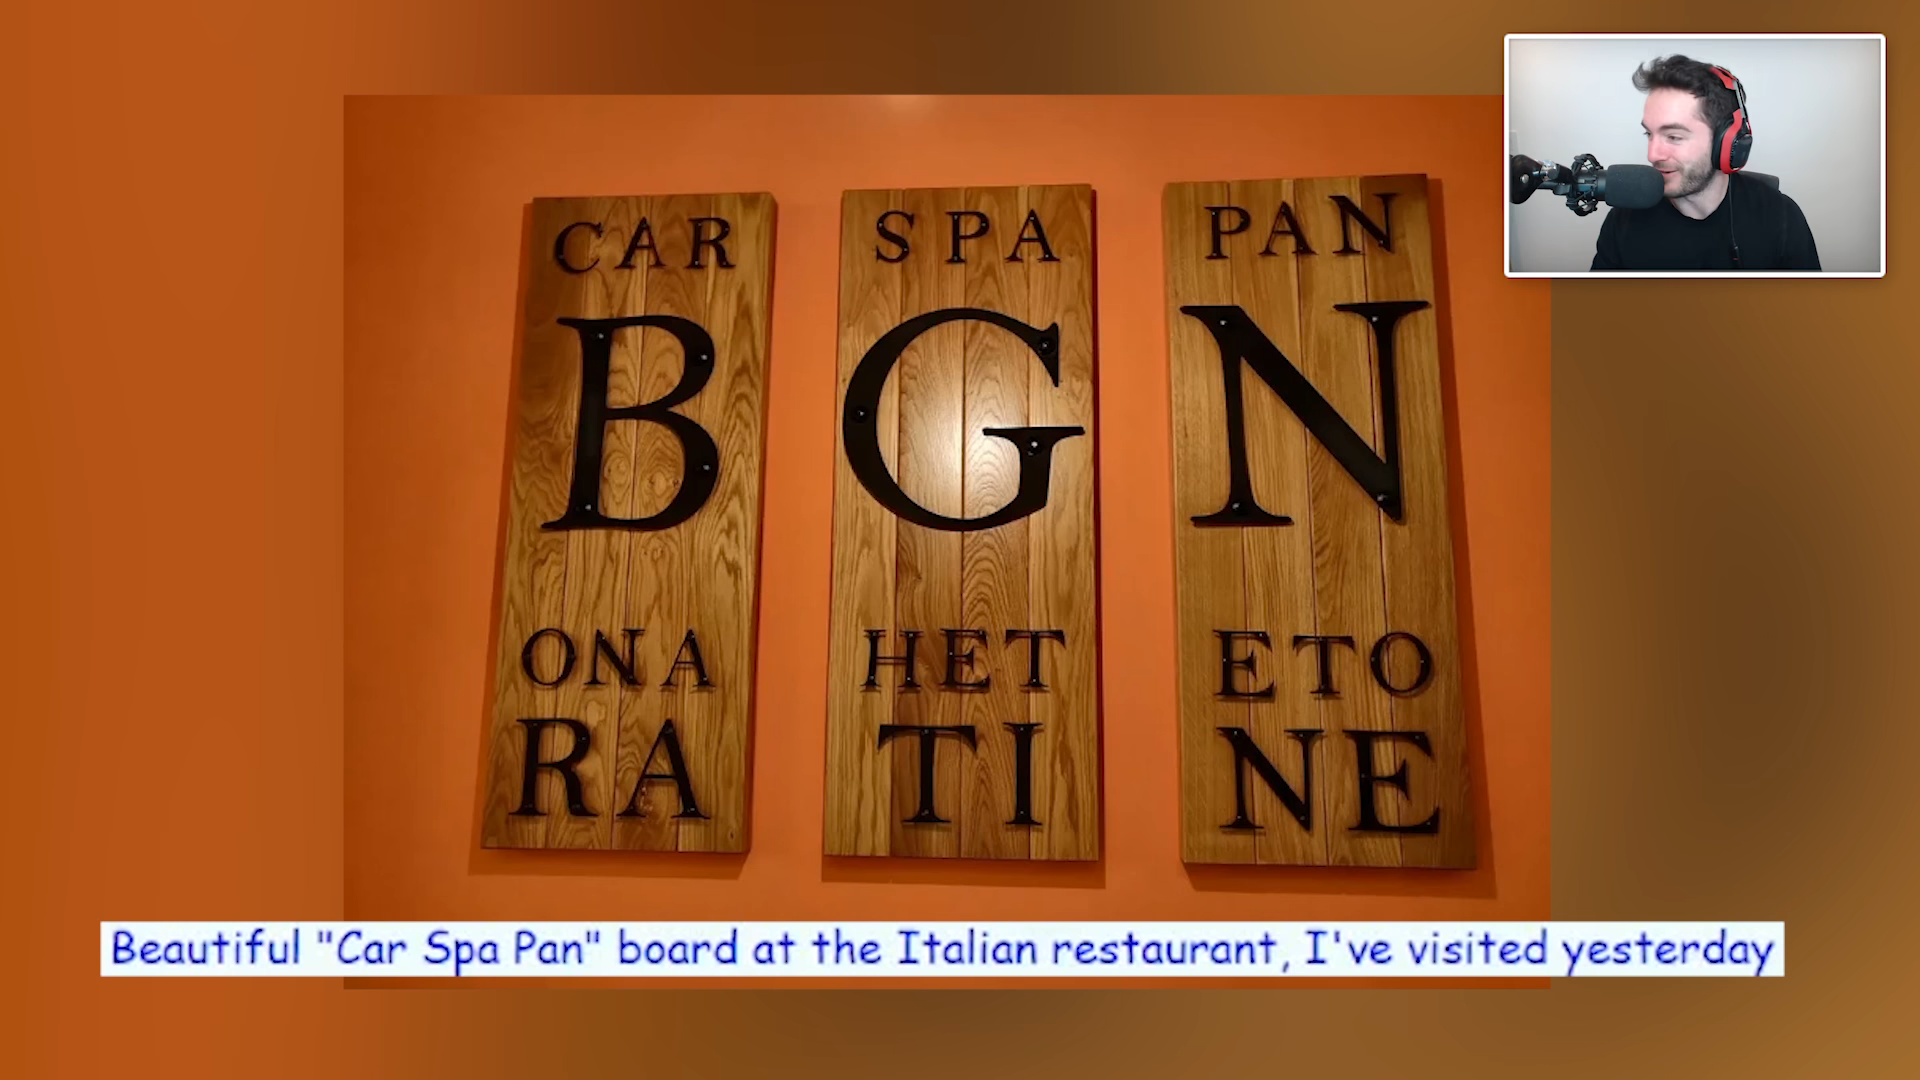 CAR
B
ONA
RA
SPA
G
HET
TI
PAN
N
ETO
NE
Beautiful "Car Spa Pan" board at the Italian restaurant, I've visited yesterday